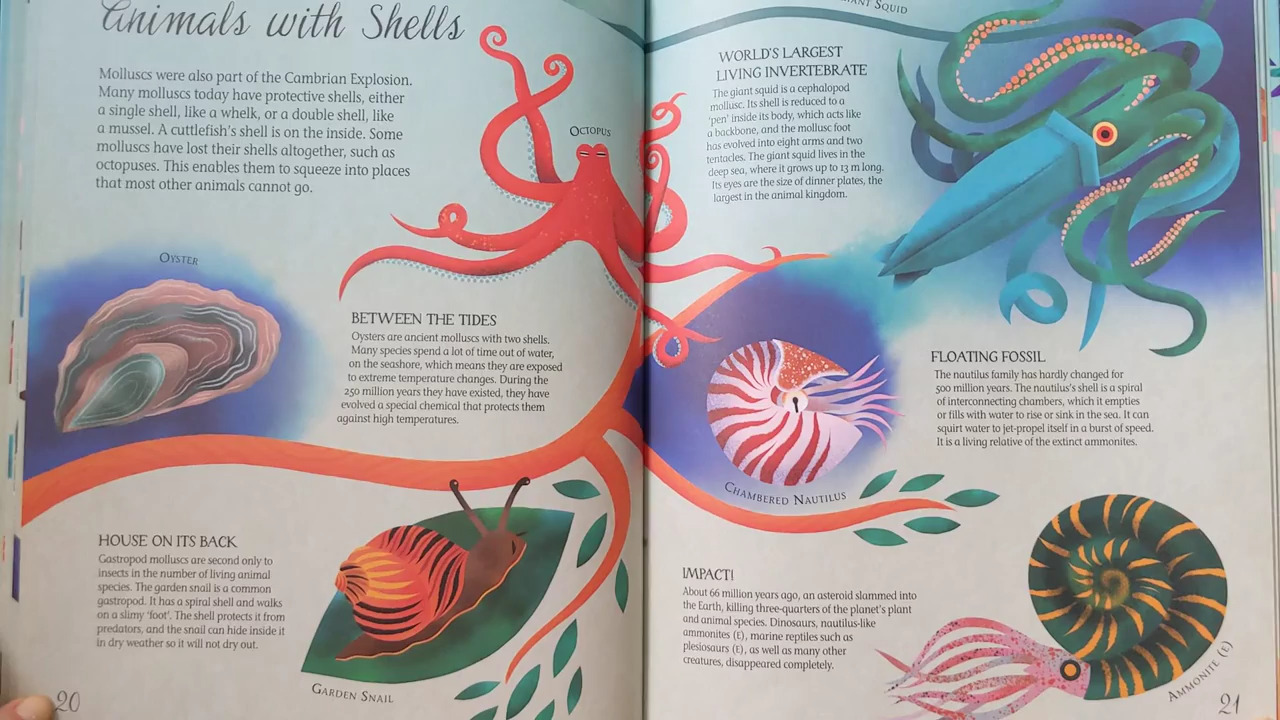 Animals with Shells
Molluscs were also part of the Cambrian Explosion.
Many molluscs today have protective shells, either
a single shell, like a whelk, or a double shell, like
a mussel. A cuttlefish's shell is on the inside. Some
molluscs have lost their shells altogether, such as
octopuses. This enables them to squeeze into places
that most other animals cannot go.
OCTOPUS
OYSTER
BETWEEN THE TIDES
Oysters are ancient molluscs with two shells.
Many species spend a lot of time out of water,
on the seashore, which means they are exposed
to extreme temperature changes. During the
250 million years they have existed, they have
evolved a special chemical that protects them
against high temperatures.
HOUSE ON ITS BACK
Gastropod molluscs are second only to
insects in the number of living animal
species. The garden snail is a common
gastropod. It has a spiral shell and walks
on a slimy 'foot'. The shell protects it from
predators, and the snail can hide inside it
in dry weather so it will not dry out.
GARDEN SNAIL
20
SQUID
WORLD'S LARGEST
LIVING INVERTEBRATE
The giant squid is a cephalopod
mollusc. Its shell is reduced to a
'pen' inside its body, which acts like
a backbone, and the mollusc foot
has evolved into eight arms and two
tentacles. The giant squid lives in the
deep sea, where it grows up to 13 m long.
Its eyes are the size of dinner plates, the
largest in the animal kingdom.
FLOATING FOSSIL
The nautilus family has hardly changed for
500 million years. The nautilus's shell is a spiral
of interconnecting chambers, which it empties
or fills with water to rise or sink in the sea. It can
squirt water to jet-propel itself in a burst of speed.
It is a living relative of the extinct ammonites.
CHAMBERED NAUTILUS
IMPACT!
About 66 million years ago, an asteroid slammed into
the Earth, killing three-quarters of the planet's plant
and animal species. Dinosaurs, nautilus-like
ammonites (E), marine reptiles such as
plesiosaurs (E), as well as many other
creatures, disappeared completely.
AMMONITE (E)
21